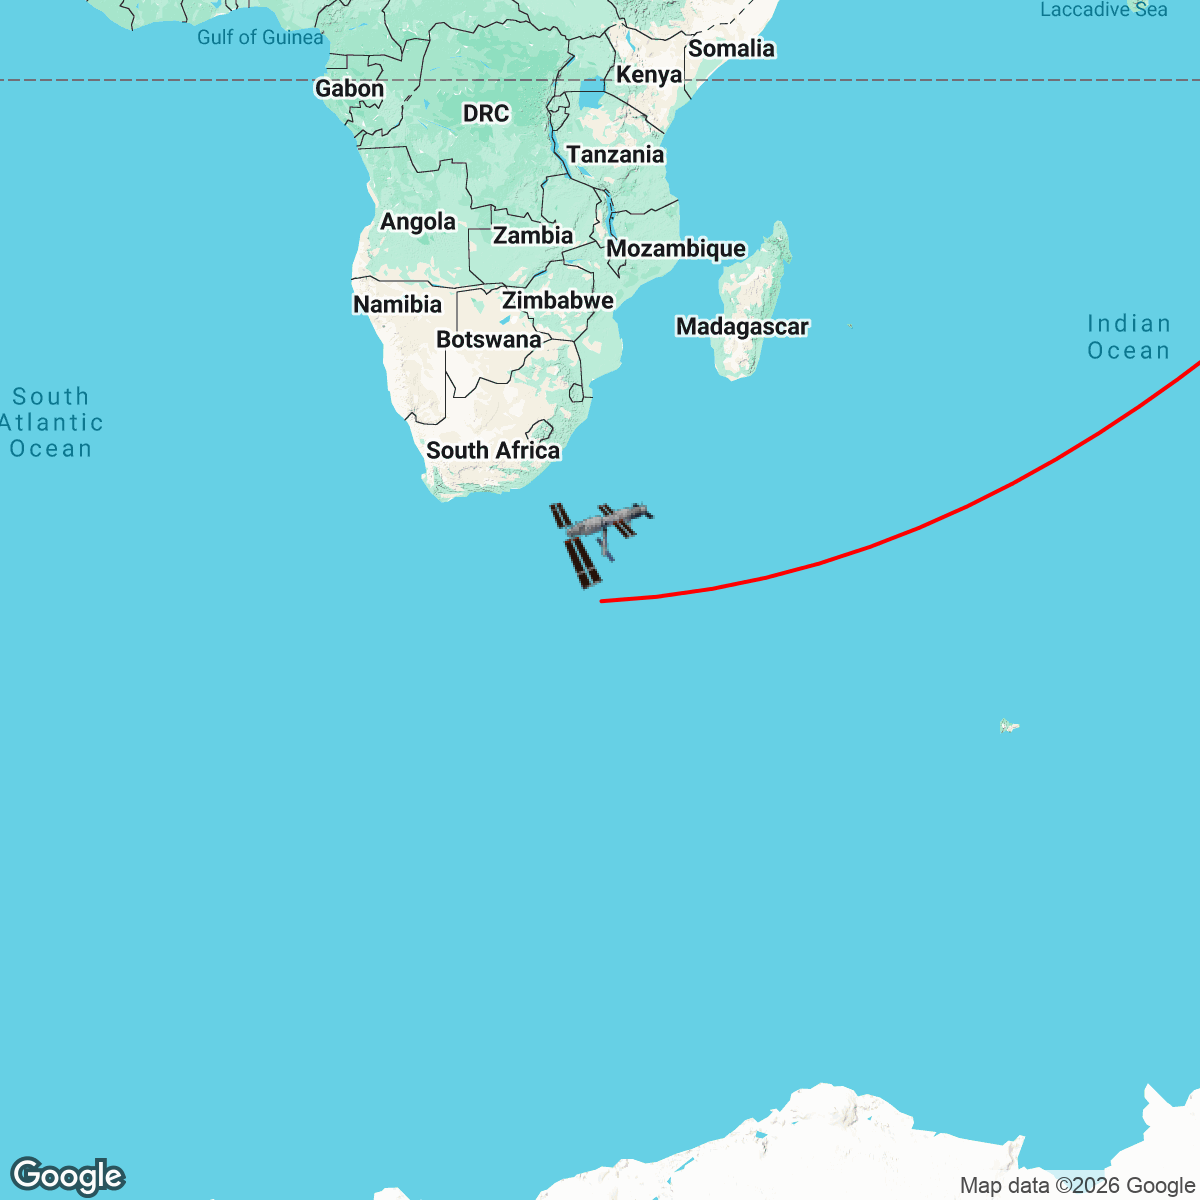 Laccadive Sea
Gulf of Guinea
Somalia
Kenya
Gabon
DRC
Tanzania
Angola
Zambia
Mozambique
Namibia
Zimbabwe
Madagascar
Botswana
Indian
Ocean
South
Atlantic
Ocean
South Africa
Google
Map data ©2026 Google